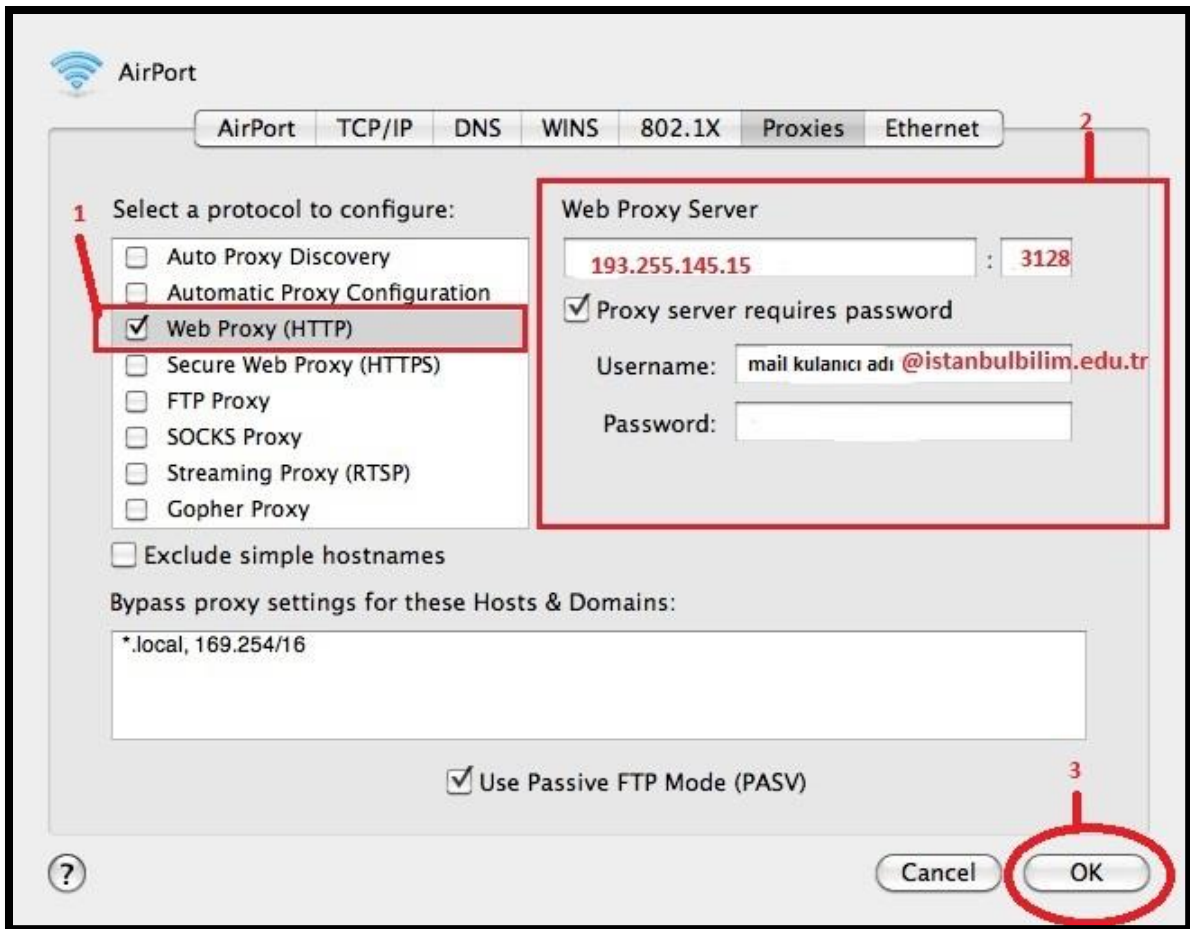 AirPort
AirPort TCP/IP DNS WINS 802.1X Proxies Ethernet
2
1
Select a protocol to configure:
Auto Proxy Discovery
Automatic Proxy Configuration
Web Proxy (HTTP)
Secure Web Proxy (HTTPS)
FTP Proxy
SOCKS Proxy
Streaming Proxy (RTSP)
Gopher Proxy
Web Proxy Server
193.255.145.15 : 3128
Proxy server requires password
Username: mail kulanıcı adı @istanbulbilim.edu.tr
Password:
Exclude simple hostnames
Bypass proxy settings for these Hosts & Domains:
*.local, 169.254/16
Use Passive FTP Mode (PASV)
3
?
Cancel OK